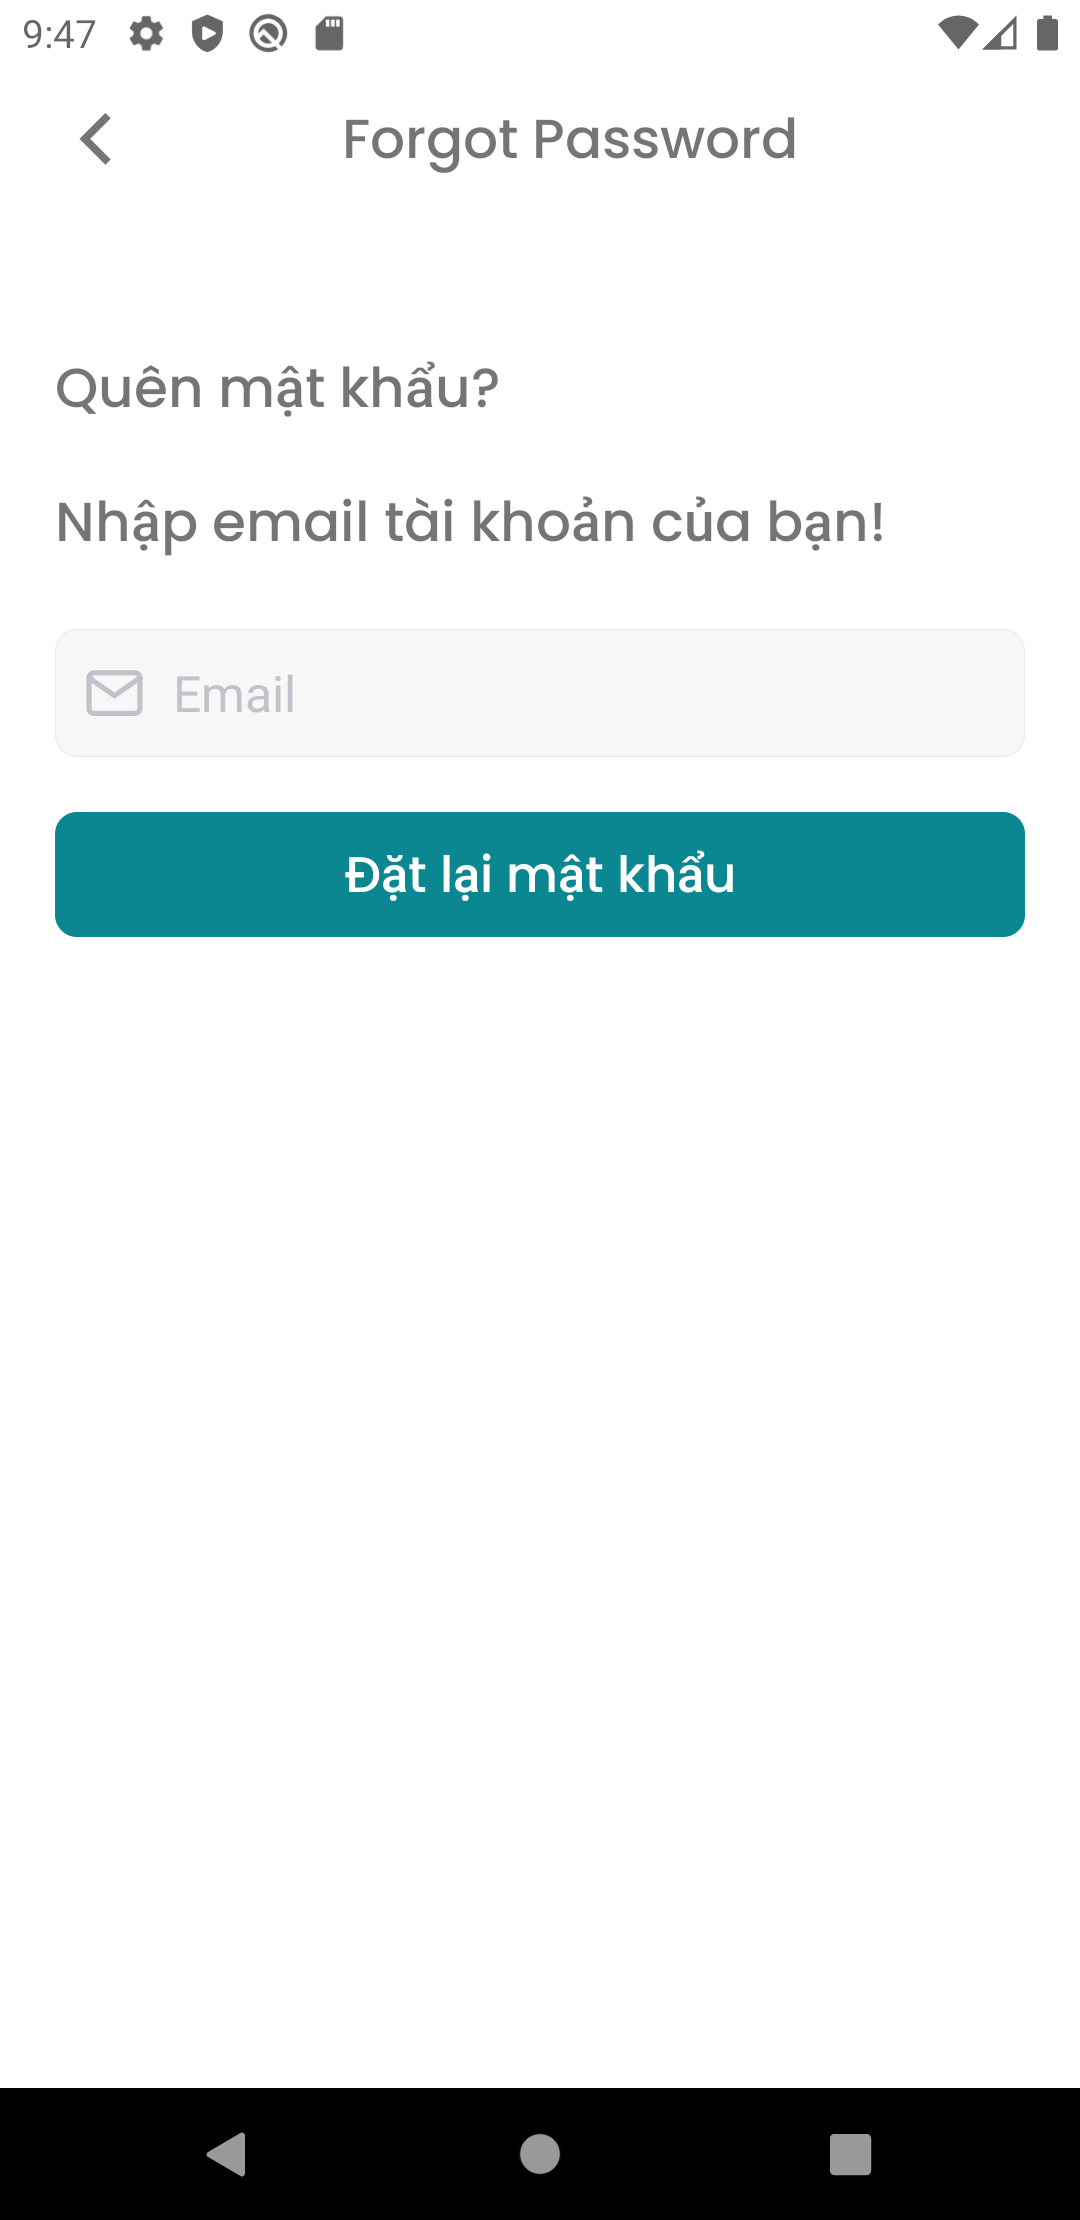 9:47
Forgot Password
Quên mật khẩu?
Nhập email tài khoản của bạn!
Email
Đặt lại mật khẩu